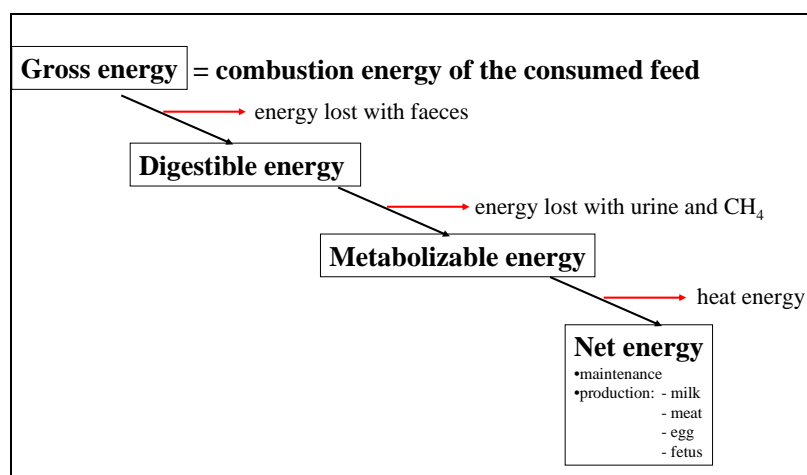 Gross energy = combustion energy of the consumed feed
energy lost with faeces
Digestible energy
energy lost with urine and CH₄
Metabolizable energy
heat energy
Net energy
•maintenance
•production: - milk
- meat
- egg
- fetus